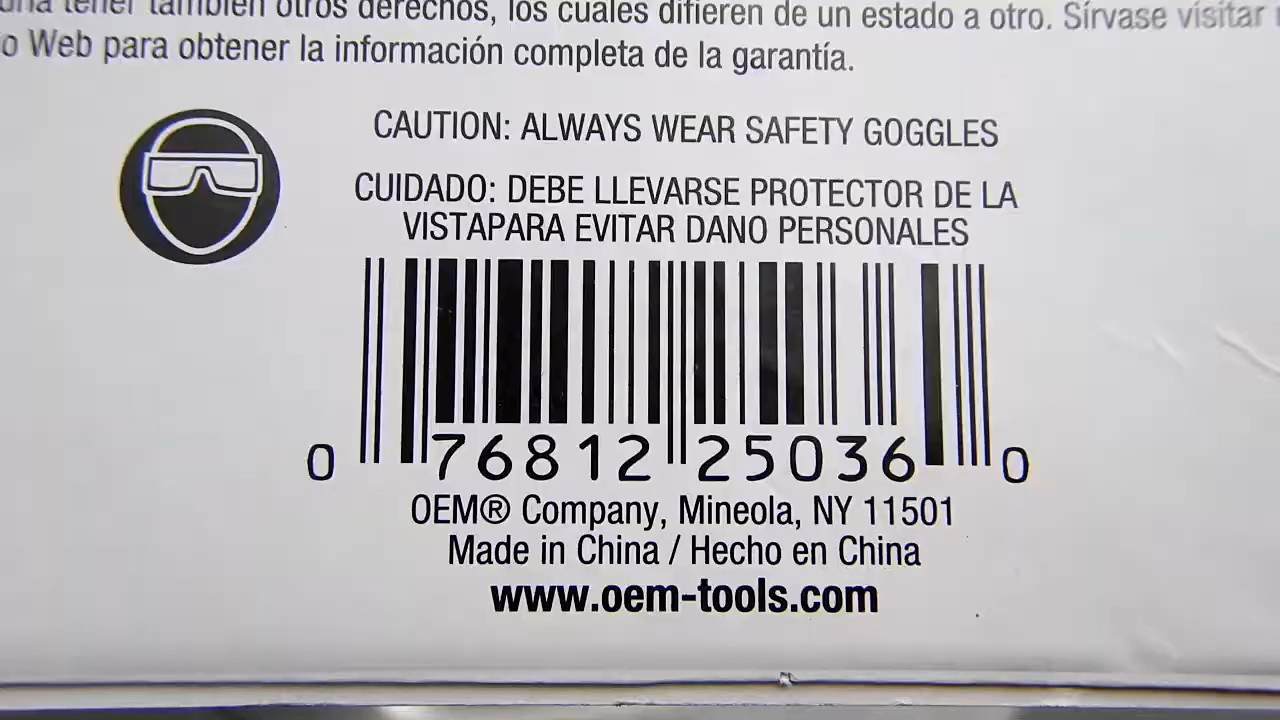 tener también otros derechos, los cuales difieren de un estado a otro. Sírvase visitar
o Web para obtener la información completa de la garantía.
CAUTION: ALWAYS WEAR SAFETY GOGGLES
CUIDADO: DEBE LLEVARSE PROTECTOR DE LA
VISTAPARA EVITAR DANO PERSONALES
0 76812 25036 0
OEM® Company, Mineola, NY 11501
Made in China / Hecho en China
www.oem-tools.com